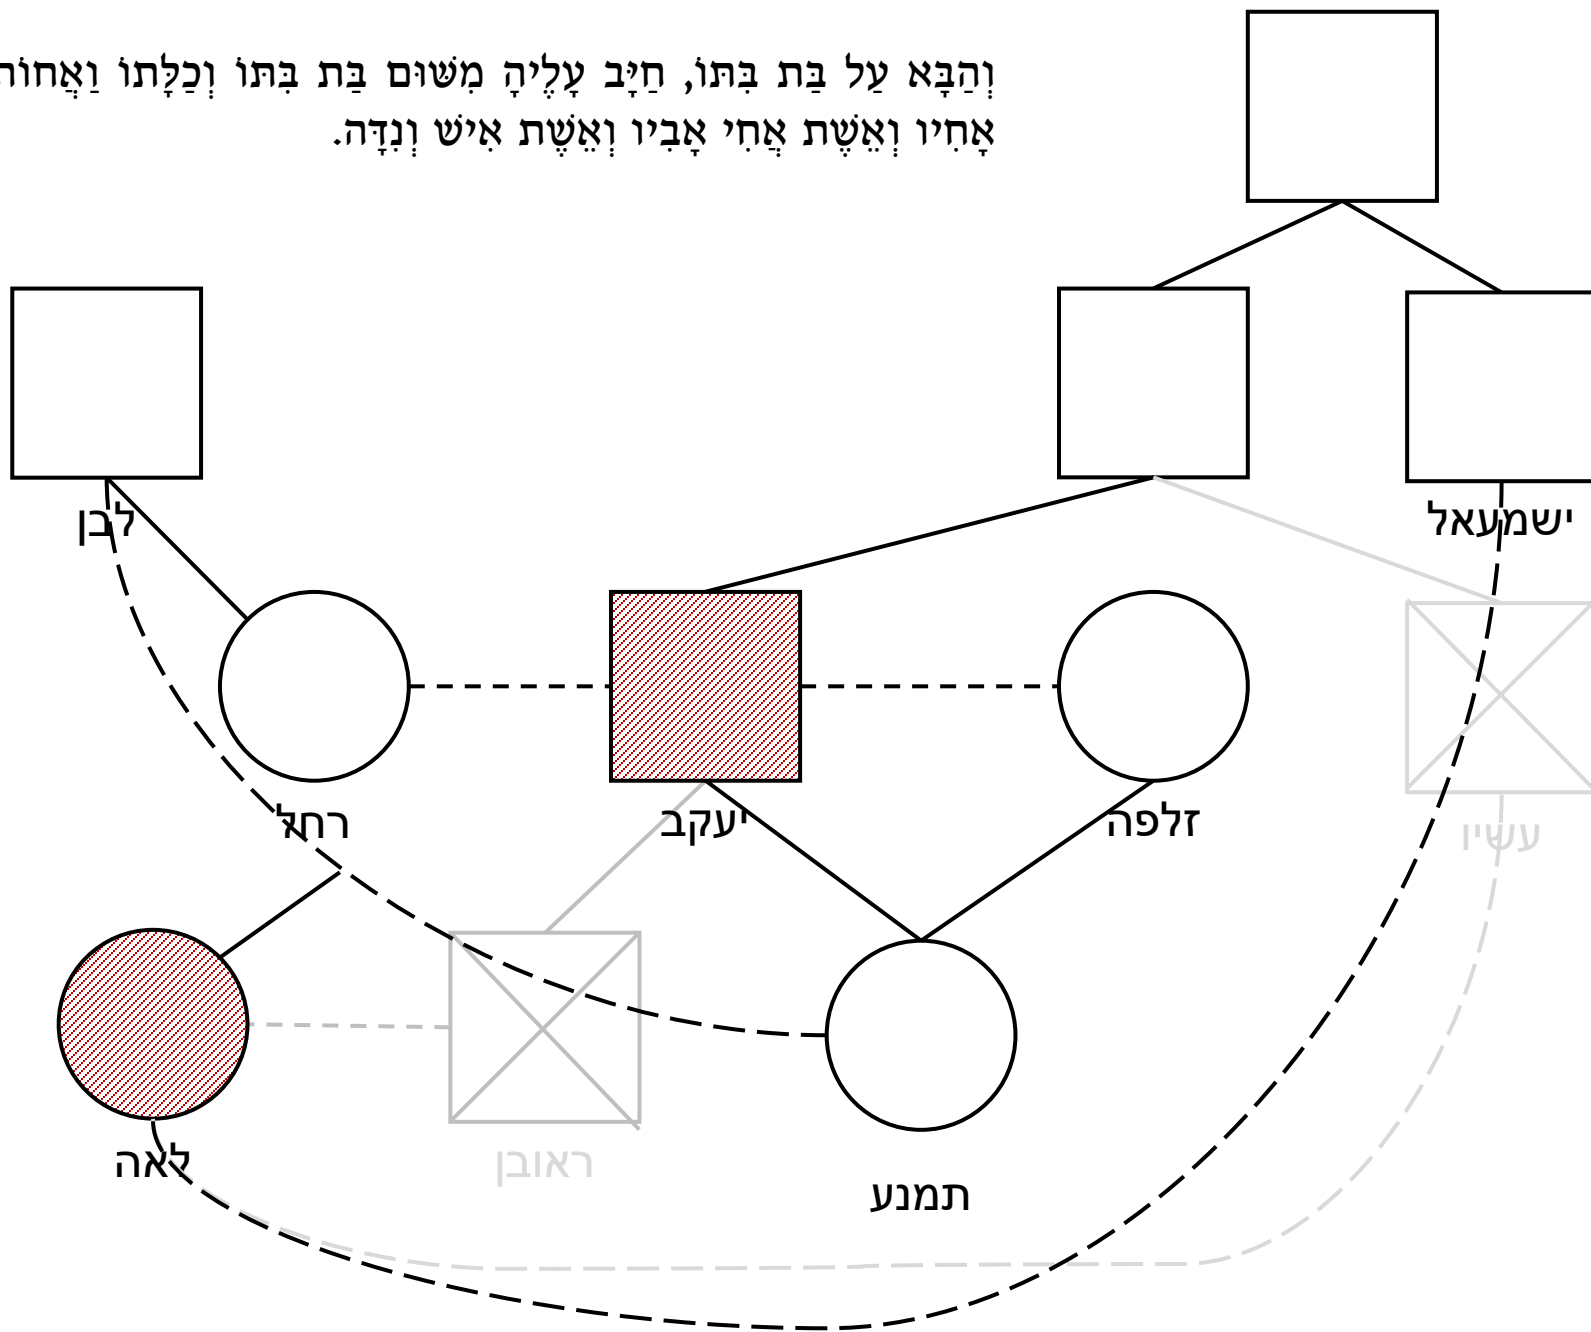 וְהַבָּא עַל בַּת בִּתּוֹ, חַיָּב עָלֶיהָ מִשּׁוּם בַּת בִּתּוֹ וְכַלָּתוֹ וַאֲחוֹת
אָחִיו וְאֵשֶׁת אֲחִי אָבִיו וְאֵשֶׁת אִישׁ וְנִדָּה.
לבן
ישמעאל
רחל
יעקב
זלפה
עשיו
לאה
ראובן
תמנע